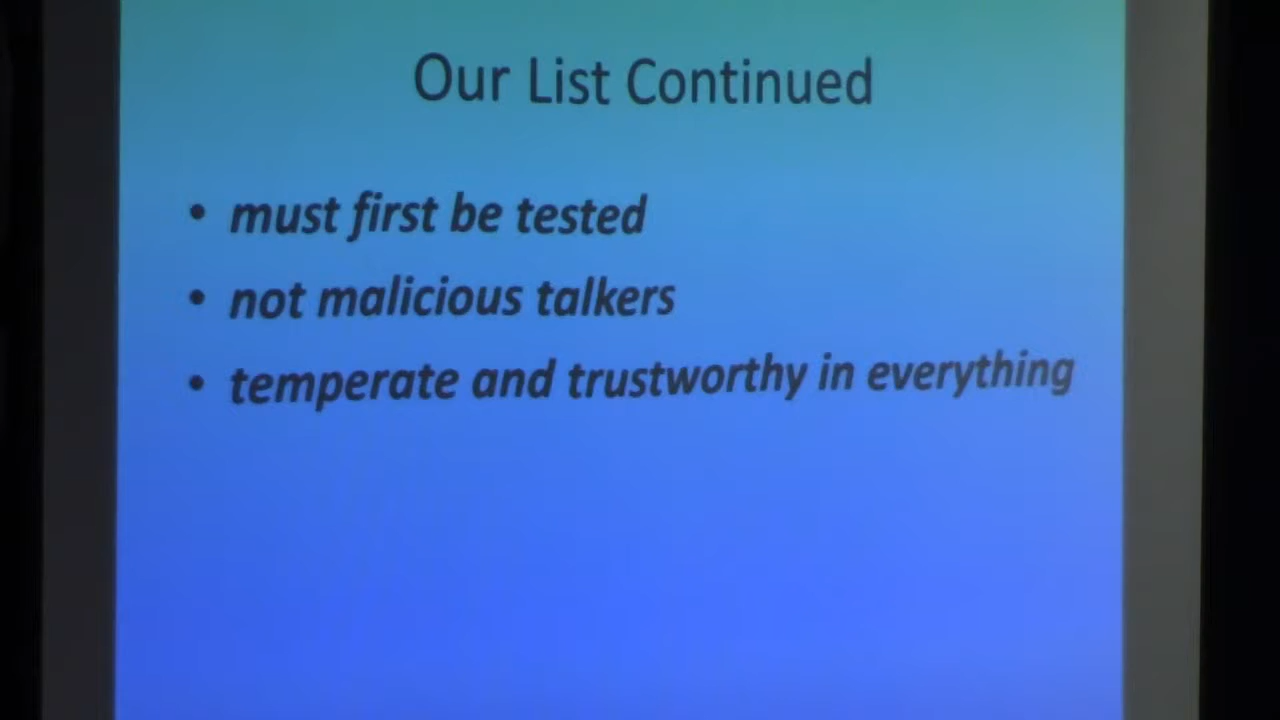 Our List Continued
• must first be tested
• not malicious talkers
• temperate and trustworthy in everything